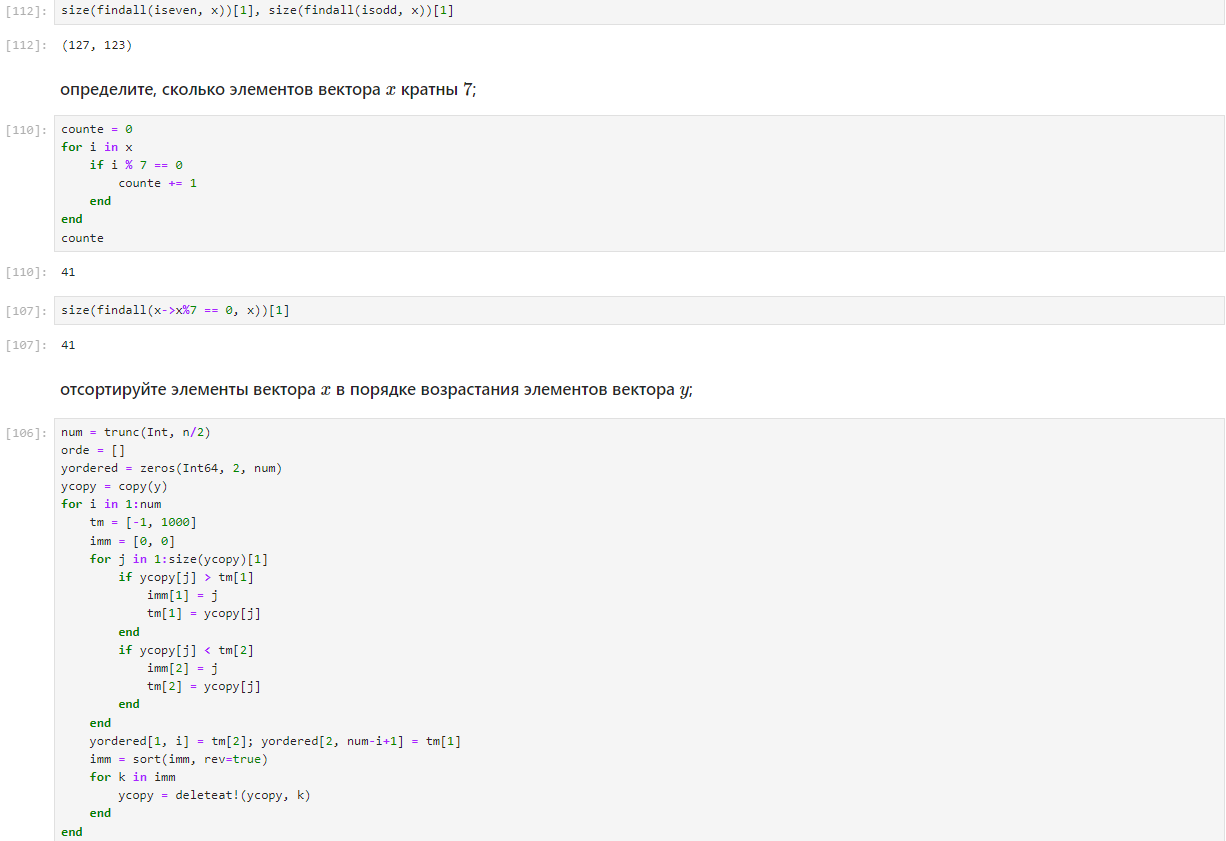 [112]: size(findall(iseven, x))[1], size(findall(isodd, x))[1]
[112]: (127, 123)
определите, сколько элементов вектора x кратны 7;
[110]: counte = 0
for i in x
    if i % 7 == 0
        counte += 1
    end
end
counte
[110]: 41
[107]: size(findall(x->x%7 == 0, x))[1]
[107]: 41
отсортируйте элементы вектора x в порядке возрастания элементов вектора y;
[106]: num = trunc(Int, n/2)
orde = []
yordered = zeros(Int64, 2, num)
ycopy = copy(y)
for i in 1:num
    tm = [-1, 1000]
    imm = [0, 0]
    for j in 1:size(ycopy)[1]
        if ycopy[j] > tm[1]
            imm[1] = j
            tm[1] = ycopy[j]
        end
        if ycopy[j] < tm[2]
            imm[2] = j
            tm[2] = ycopy[j]
        end
    end
    yordered[1, i] = tm[2]; yordered[2, num-i+1] = tm[1]
    imm = sort(imm, rev=true)
    for k in imm
        ycopy = deleteat!(ycopy, k)
    end
end